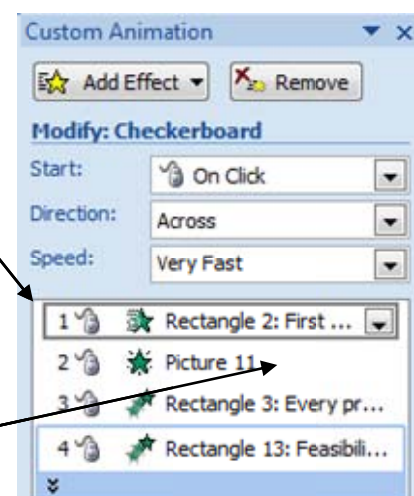 Custom Animation
Add Effect Remove
Modify: Checkerboard
Start: On Click
Direction: Across
Speed: Very Fast
1 Rectangle 2: First ...
2 Picture 11
3 Rectangle 3: Every pr...
4 Rectangle 13: Feasibili...